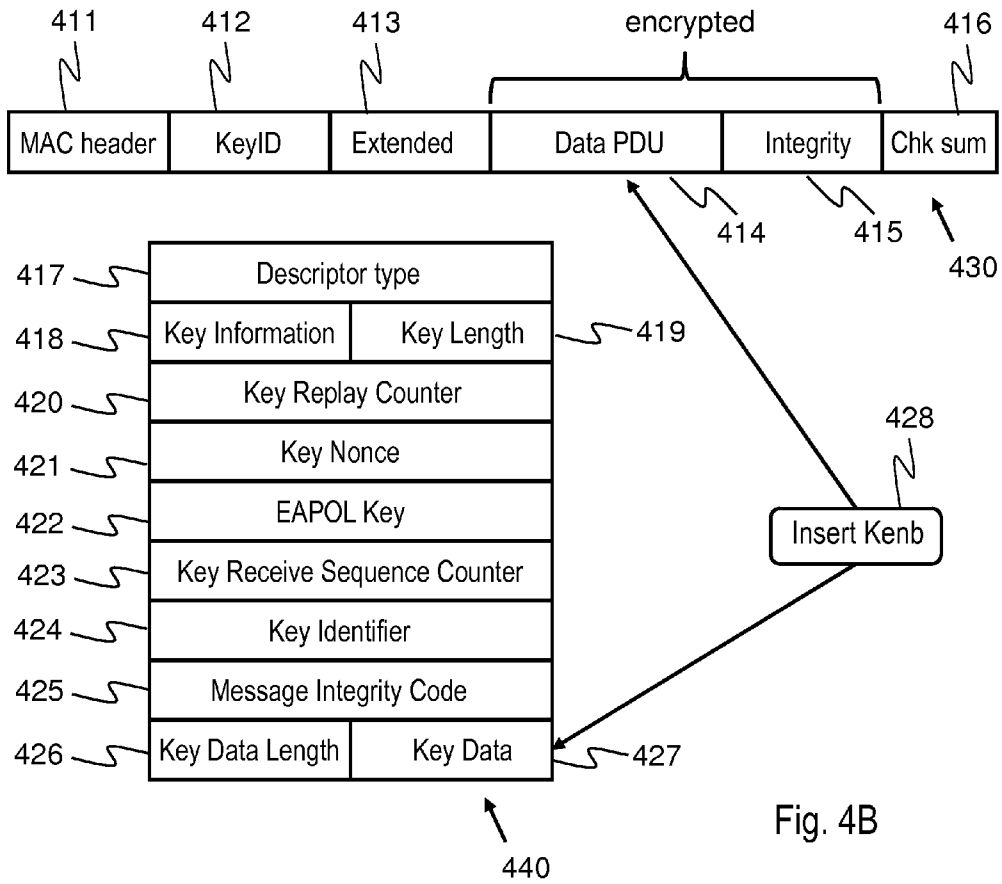 411 412 413 encrypted 416
MAC header KeyID Extended Data PDU Integrity Chk sum
414 415 430
417 Descriptor type
418 Key Information Key Length 419
420 Key Replay Counter
421 Key Nonce
428
422 EAPOL Key
Insert Kenb
423 Key Receive Sequence Counter
424 Key Identifier
425 Message Integrity Code
426 Key Data Length Key Data 427
440
Fig. 4B